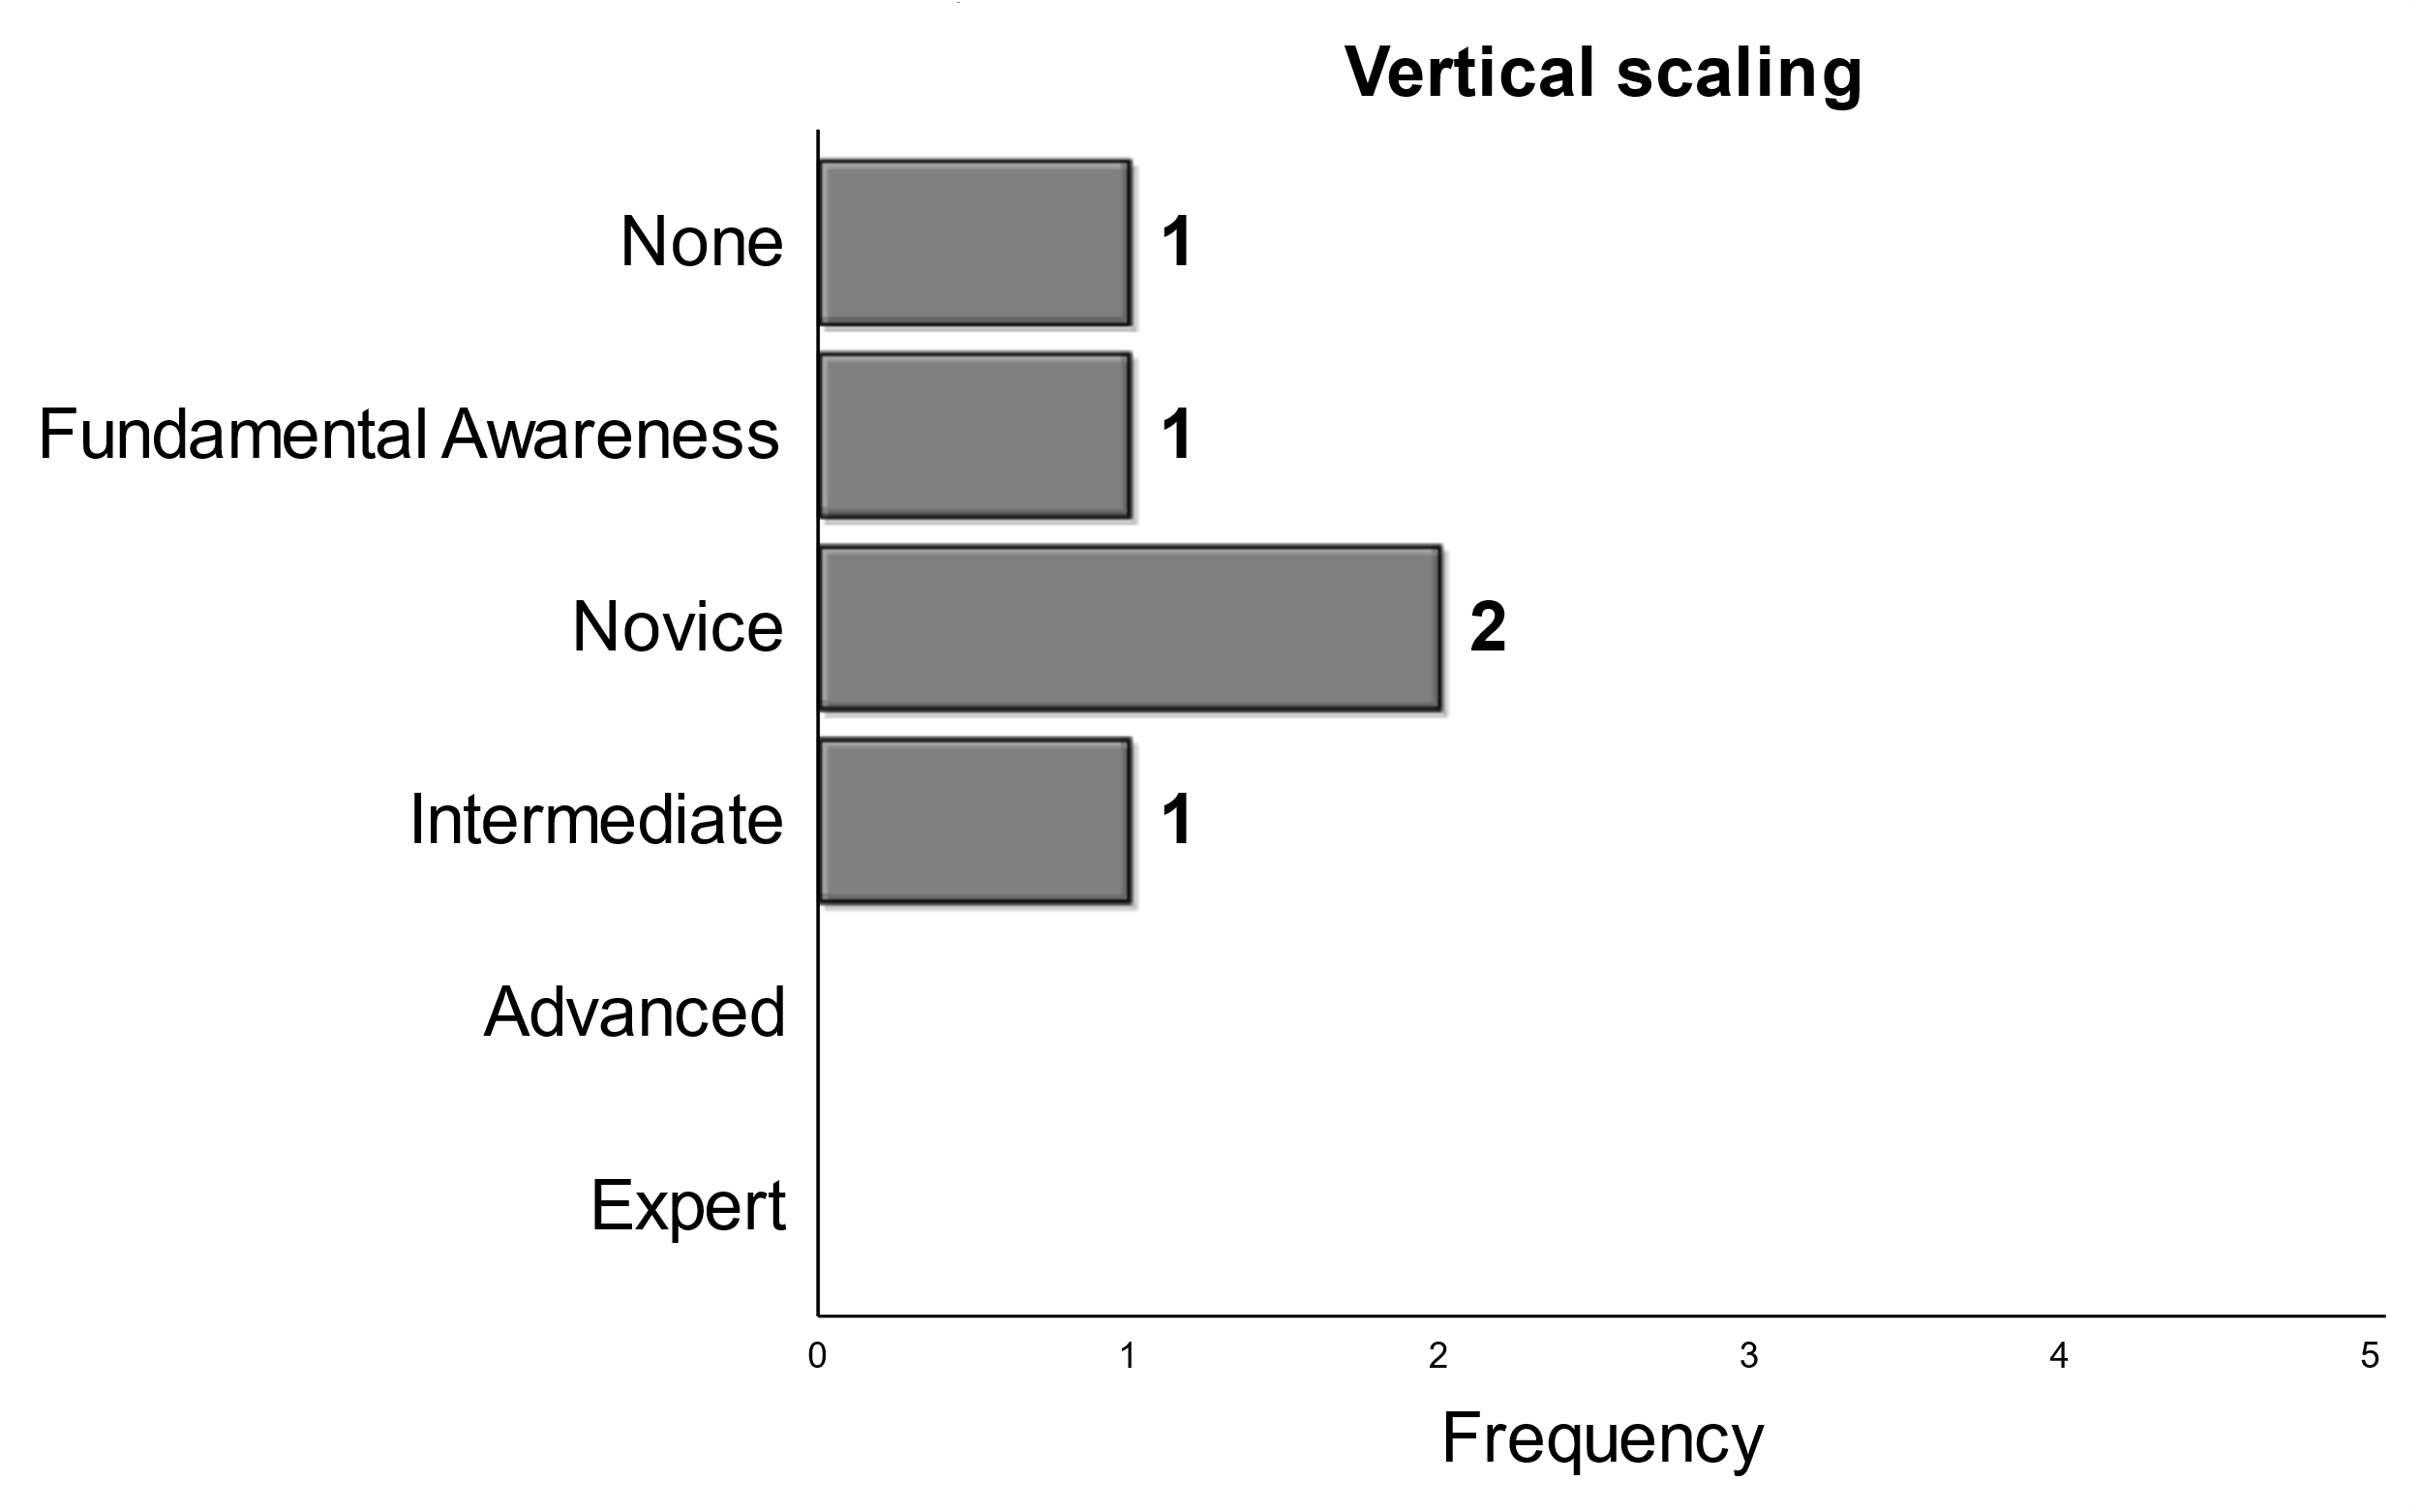 Vertical scaling
None 1
Fundamental Awareness 1
Novice 2
Intermediate 1
Advanced
Expert
0 1 2 3 4 5
Frequency